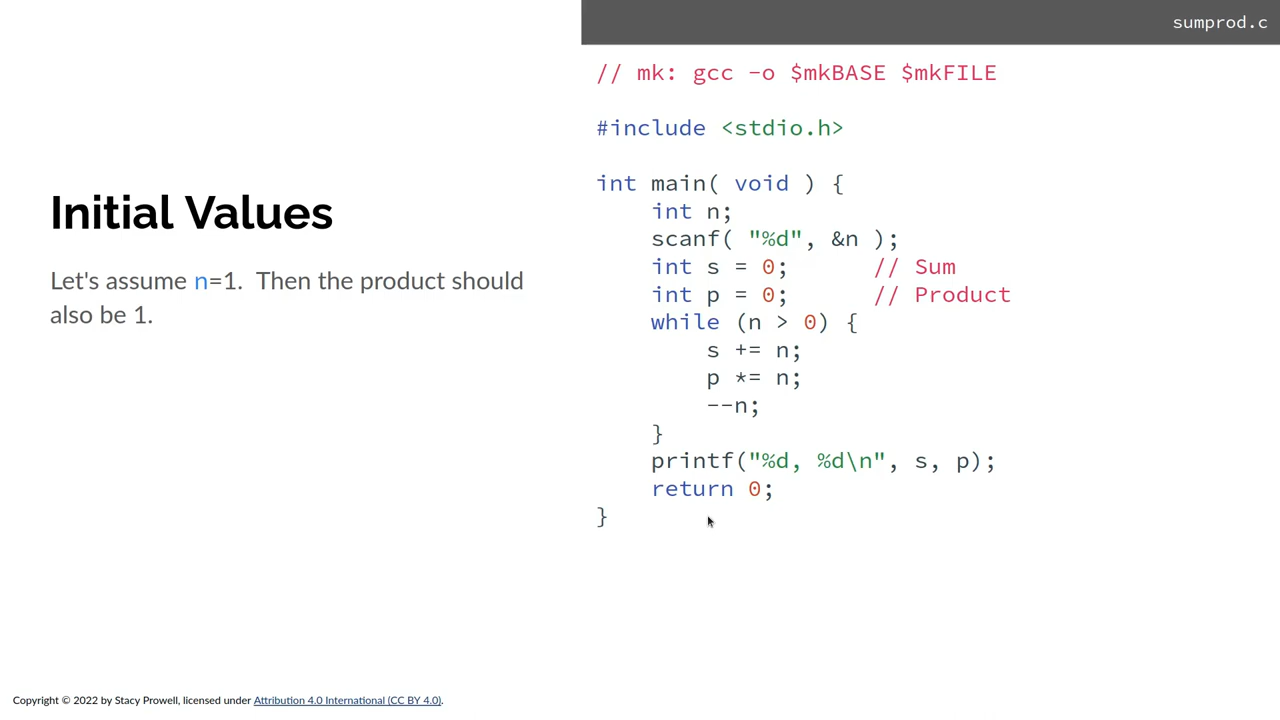 sumprod.c
Initial Values
Let's assume n=1. Then the product should
also be 1.
// mk: gcc -o $mkBASE $mkFILE
#include <stdio.h>
int main( void ) {
    int n;
    scanf( "%d", &n );
    int s = 0;      // Sum
    int p = 0;      // Product
    while (n > 0) {
        s += n;
        p *= n;
        --n;
    }
    printf("%d, %d\n", s, p);
    return 0;
}
Copyright © 2022 by Stacy Prowell, licensed under Attribution 4.0 International (CC BY 4.0).